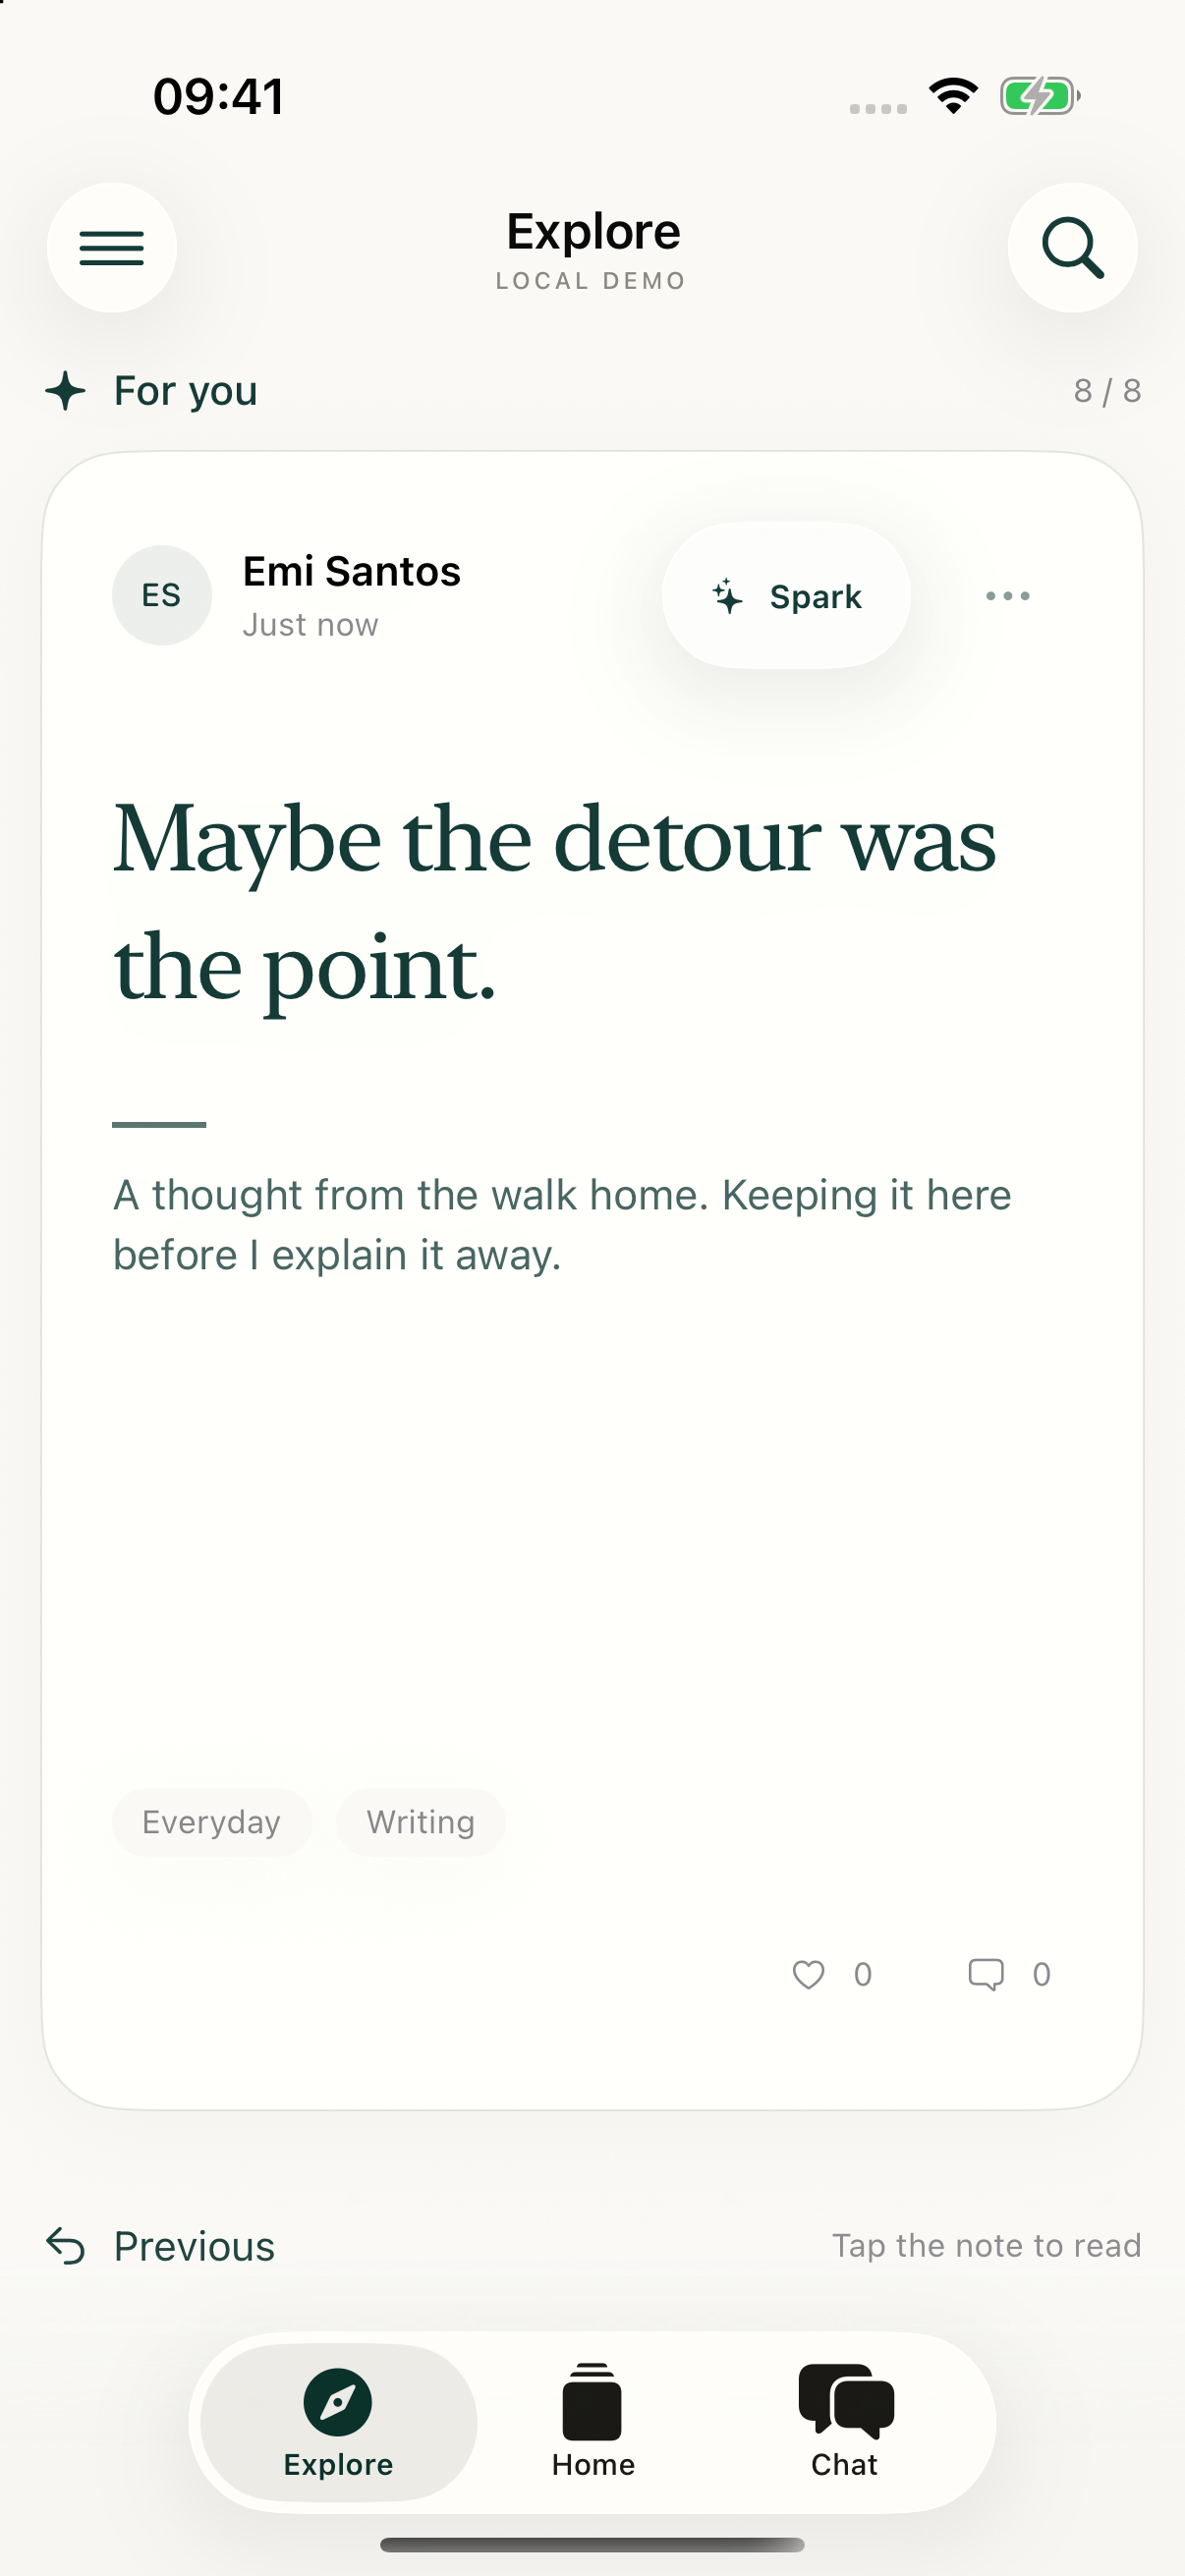 09:41
Explore
LOCAL DEMO
For you
8 / 8
ES
Emi Santos
Just now
Spark
Maybe the detour was
the point.
A thought from the walk home. Keeping it here
before I explain it away.
Everyday
Writing
0
0
Previous
Tap the note to read
Explore
Home
Chat